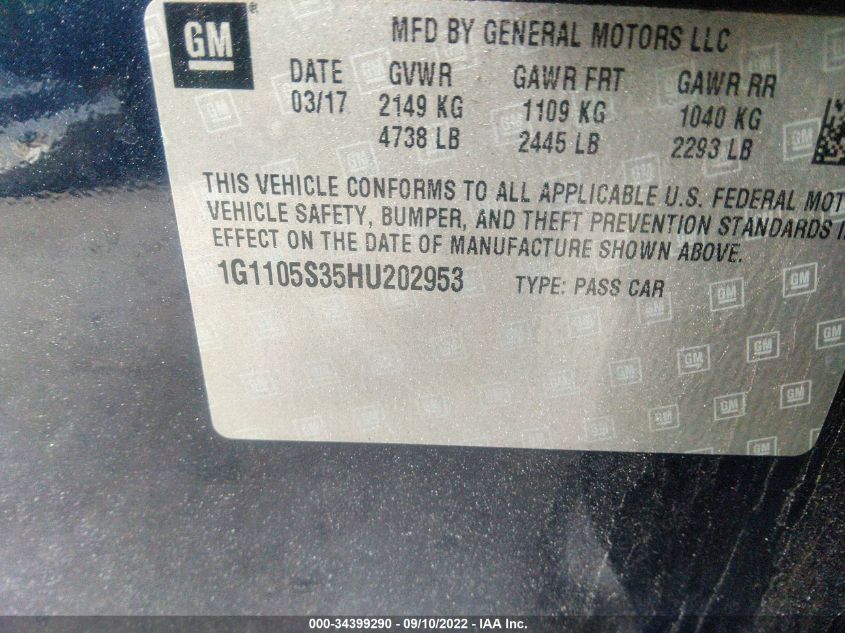 GM ® MFD BY GENERAL MOTORS LLC
DATE GVWR GAWR FRT GAWR RR
03/17 2149 KG 1109 KG 1040 KG
4738 LB 2445 LB 2293 LB
THIS VEHICLE CONFORMS TO ALL APPLICABLE U.S. FEDERAL MOT
VEHICLE SAFETY, BUMPER, AND THEFT PREVENTION STANDARDS I
EFFECT ON THE DATE OF MANUFACTURE SHOWN ABOVE.
1G1105S35HU202953 TYPE: PASS CAR
000-34399290 - 09/10/2022 - IAA Inc.